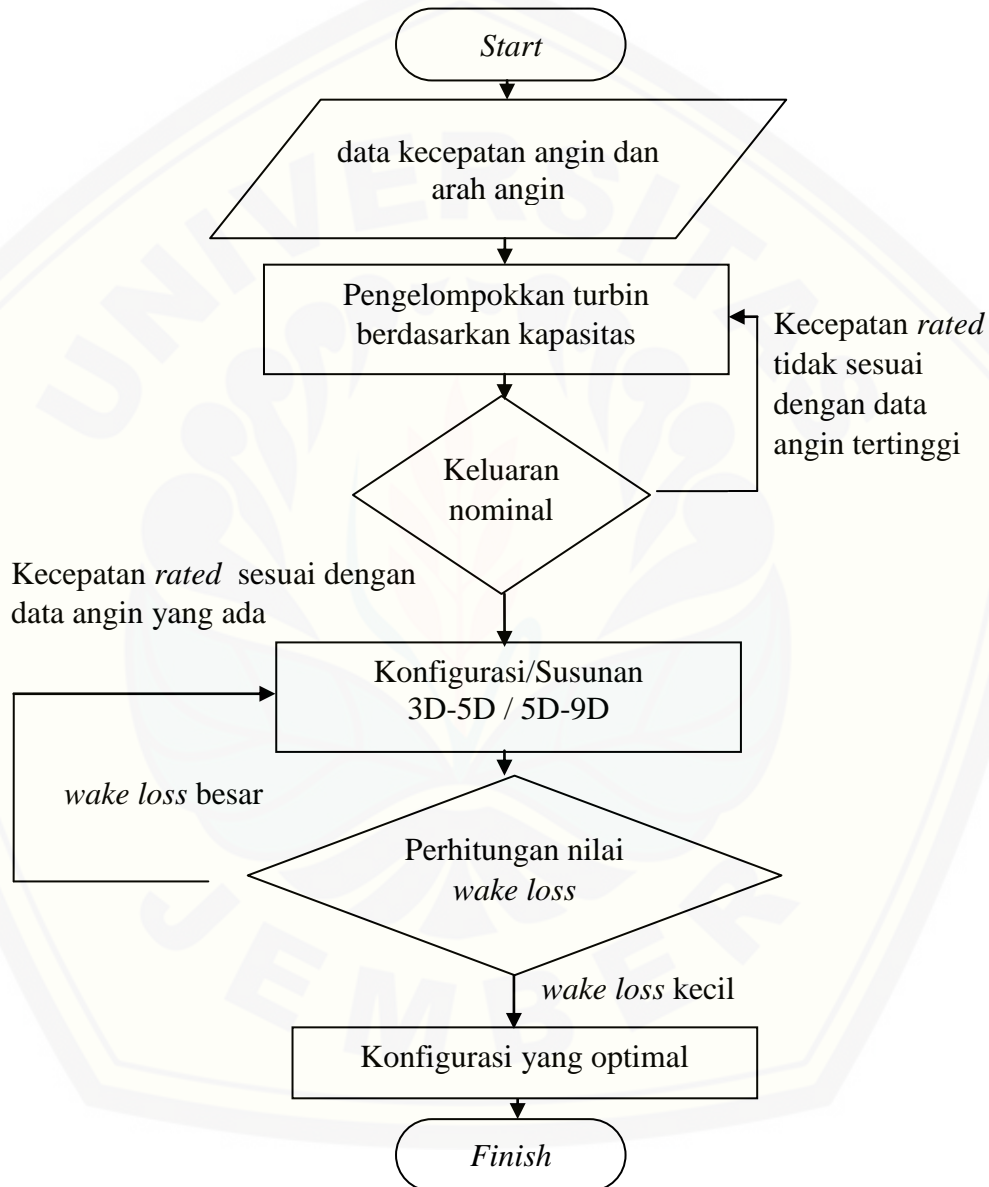 Start
data kecepatan angin dan
arah angin
Pengelompokkan turbin
berdasarkan kapasitas
Kecepatan rated
tidak sesuai
dengan data
angin tertinggi
Keluaran
nominal
Kecepatan rated sesuai dengan
data angin yang ada
Konfigurasi/Susunan
3D-5D / 5D-9D
wake loss besar
Perhitungan nilai
wake loss
wake loss kecil
Konfigurasi yang optimal
Finish
UNIVERSITAS
JEMBER